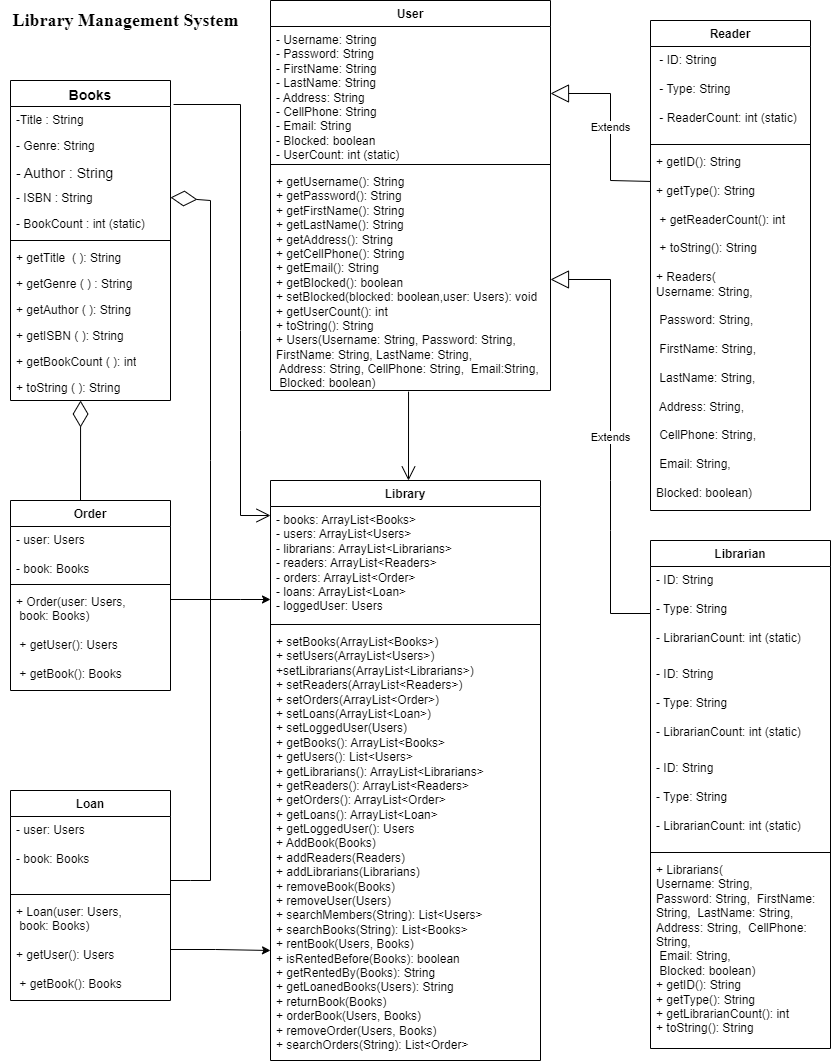 Library Management System
User
- Username: String
- Password: String
- FirstName: String
- LastName: String
- Address: String
- CellPhone: String
- Email: String
- Blocked: boolean
- UserCount: int (static)
+ getUsername(): String
+ getPassword(): String
+ getFirstName(): String
+ getLastName(): String
+ getAddress(): String
+ getCellPhone(): String
+ getEmail(): String
+ getBlocked(): boolean
+ setBlocked(blocked: boolean,user: Users): void
+ getUserCount(): int
+ toString(): String
+ Users(Username: String, Password: String,
FirstName: String, LastName: String,
Address: String, CellPhone: String, Email:String,
Blocked: boolean)
Reader
- ID: String
- Type: String
- ReaderCount: int (static)
+ getID(): String
+ getType(): String
+ getReaderCount(): int
+ toString(): String
+ Readers(
Username: String,
Password: String,
FirstName: String,
LastName: String,
Address: String,
CellPhone: String,
Email: String,
Blocked: boolean)
Extends
Extends
Books
-Title : String
- Genre: String
- Author : String
- ISBN : String
- BookCount : int (static)
+ getTitle ( ): String
+ getGenre ( ) : String
+ getAuthor ( ): String
+ getISBN ( ): String
+ getBookCount ( ): int
+ toString ( ): String
Order
- user: Users
- book: Books
+ Order(user: Users,
book: Books)
+ getUser(): Users
+ getBook(): Books
Loan
- user: Users
- book: Books
+ Loan(user: Users,
book: Books)
+ getUser(): Users
+ getBook(): Books
Library
- books: ArrayList<Books>
- users: ArrayList<Users>
- librarians: ArrayList<Librarians>
- readers: ArrayList<Readers>
- orders: ArrayList<Order>
- loans: ArrayList<Loan>
- loggedUser: Users
+ setBooks(ArrayList<Books>)
+ setUsers(ArrayList<Users>)
+setLibrarians(ArrayList<Librarians>)
+ setReaders(ArrayList<Readers>)
+ setOrders(ArrayList<Order>)
+ setLoans(ArrayList<Loan>)
+ setLoggedUser(Users)
+ getBooks(): ArrayList<Books>
+ getUsers(): List<Users>
+ getLibrarians(): ArrayList<Librarians>
+ getReaders(): ArrayList<Readers>
+ getOrders(): ArrayList<Order>
+ getLoans(): ArrayList<Loan>
+ getLoggedUser(): Users
+ AddBook(Books)
+ addReaders(Readers)
+ addLibrarians(Librarians)
+ removeBook(Books)
+ removeUser(Users)
+ searchMembers(String): List<Users>
+ searchBooks(String): List<Books>
+ rentBook(Users, Books)
+ isRentedBefore(Books): boolean
+ getRentedBy(Books): String
+ getLoanedBooks(Users): String
+ returnBook(Books)
+ orderBook(Users, Books)
+ removeOrder(Users, Books)
+ searchOrders(String): List<Order>
Librarian
- ID: String
- Type: String
- LibrarianCount: int (static)
- ID: String
- Type: String
- LibrarianCount: int (static)
- ID: String
- Type: String
- LibrarianCount: int (static)
+ Librarians(
Username: String,
Password: String, FirstName:
String, LastName: String,
Address: String, CellPhone:
String,
Email: String,
Blocked: boolean)
+ getID(): String
+ getType(): String
+ getLibrarianCount(): int
+ toString(): String